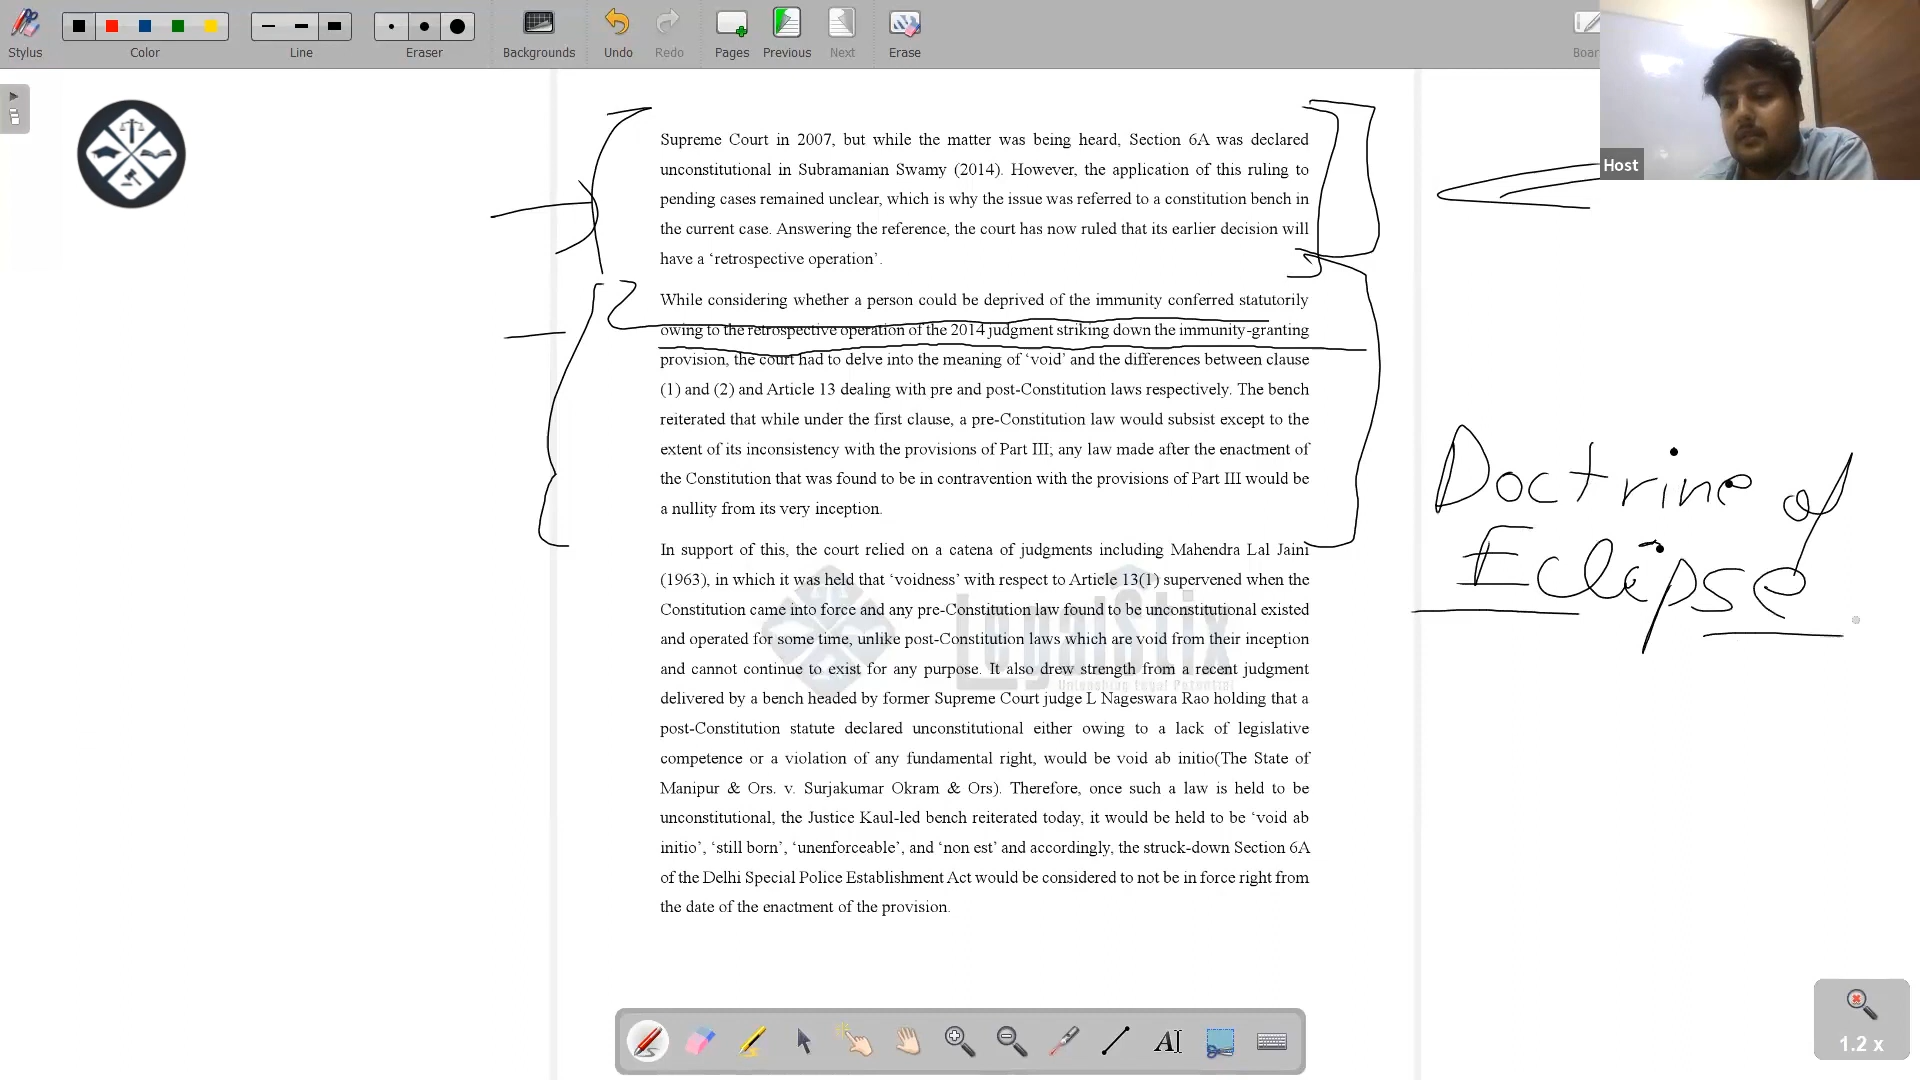 Stylus
Color
Line
Eraser
Backgrounds
Undo
Redo
Pages
Previous
Next
Erase
Host
Supreme Court in 2007, but while the matter was being heard, Section 6A was declared
unconstitutional in Subramanian Swamy (2014). However, the application of this ruling to
pending cases remained unclear, which is why the issue was referred to a constitution bench in
the current case. Answering the reference, the court has now ruled that its earlier decision will
have a ‘retrospective operation’.
While considering whether a person could be deprived of the immunity conferred statutorily
owing to the retrospective operation of the 2014 judgment striking down the immunity-granting
provision, the court had to delve into the meaning of ‘void’ and the differences between clause
(1) and (2) and Article 13 dealing with pre and post-Constitution laws respectively. The bench
reiterated that while under the first clause, a pre-Constitution law would subsist except to the
extent of its inconsistency with the provisions of Part III; any law made after the enactment of
the Constitution that was found to be in contravention with the provisions of Part III would be
a nullity from its very inception.
In support of this, the court relied on a catena of judgments including Mahendra Lal Jaini
(1963), in which it was held that ‘voidness’ with respect to Article 13(1) supervened when the
Constitution came into force and any pre-Constitution law found to be unconstitutional existed
and operated for some time, unlike post-Constitution laws which are void from their inception
and cannot continue to exist for any purpose. It also drew strength from a recent judgment
delivered by a bench headed by former Supreme Court judge L Nageswara Rao holding that a
post-Constitution statute declared unconstitutional either owing to a lack of legislative
competence or a violation of any fundamental right, would be void ab initio(The State of
Manipur & Ors. v. Surjakumar Okram & Ors). Therefore, once such a law is held to be
unconstitutional, the Justice Kaul-led bench reiterated today, it would be held to be ‘void ab
initio’, ‘still born’, ‘unenforceable’, and ‘non est’ and accordingly, the struck-down Section 6A
of the Delhi Special Police Establishment Act would be considered to not be in force right from
the date of the enactment of the provision.
LegalStix
Unleashing Legal Potential
Doctrine of
Eclipse
1.2 x